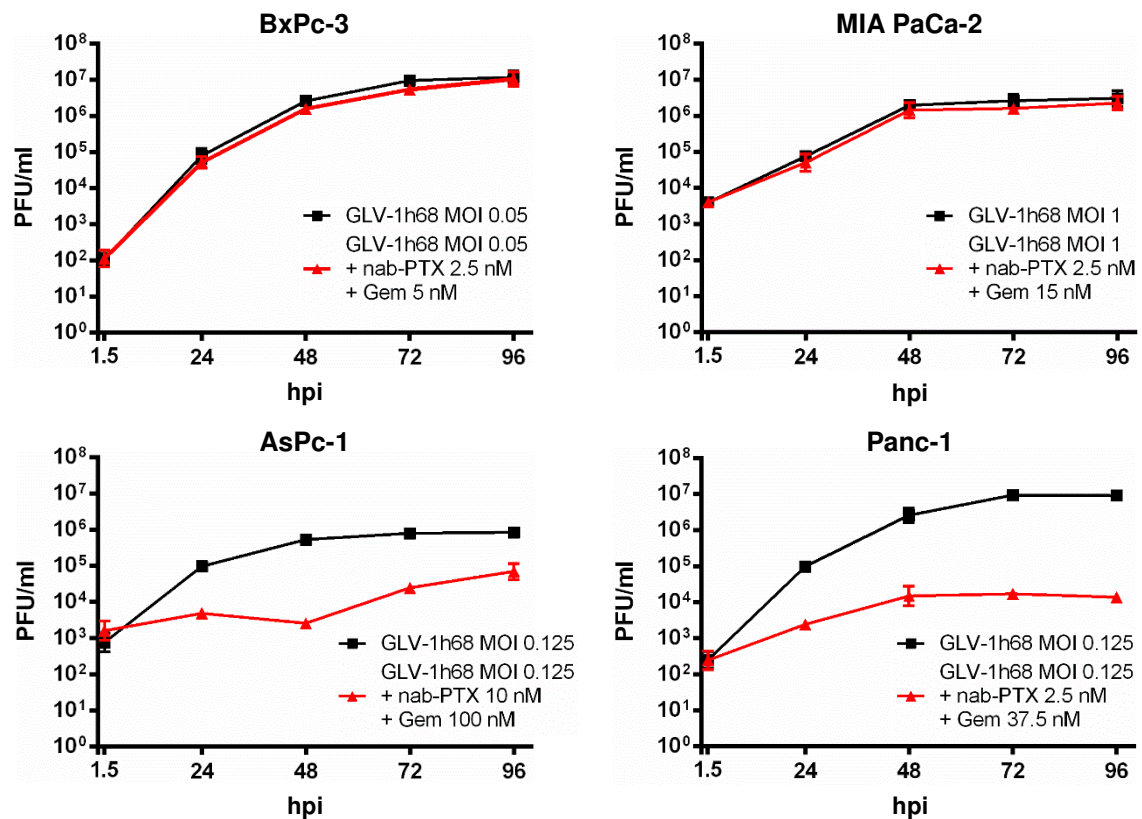 BxPc-3
PFU/ml
10⁸
10⁷
10⁶
10⁵
10⁴
10³
10²
10¹
10⁰
GLV-1h68 MOI 0.05
GLV-1h68 MOI 0.05
+ nab-PTX 2.5 nM
+ Gem 5 nM
1.5 24 48 72 96
hpi
MIA PaCa-2
PFU/ml
10⁸
10⁷
10⁶
10⁵
10⁴
10³
10²
10¹
10⁰
GLV-1h68 MOI 1
GLV-1h68 MOI 1
+ nab-PTX 2.5 nM
+ Gem 15 nM
1.5 24 48 72 96
hpi
AsPc-1
PFU/ml
10⁸
10⁷
10⁶
10⁵
10⁴
10³
10²
10¹
10⁰
GLV-1h68 MOI 0.125
GLV-1h68 MOI 0.125
+ nab-PTX 10 nM
+ Gem 100 nM
1.5 24 48 72 96
hpi
Panc-1
PFU/ml
10⁸
10⁷
10⁶
10⁵
10⁴
10³
10²
10¹
10⁰
GLV-1h68 MOI 0.125
GLV-1h68 MOI 0.125
+ nab-PTX 2.5 nM
+ Gem 37.5 nM
1.5 24 48 72 96
hpi